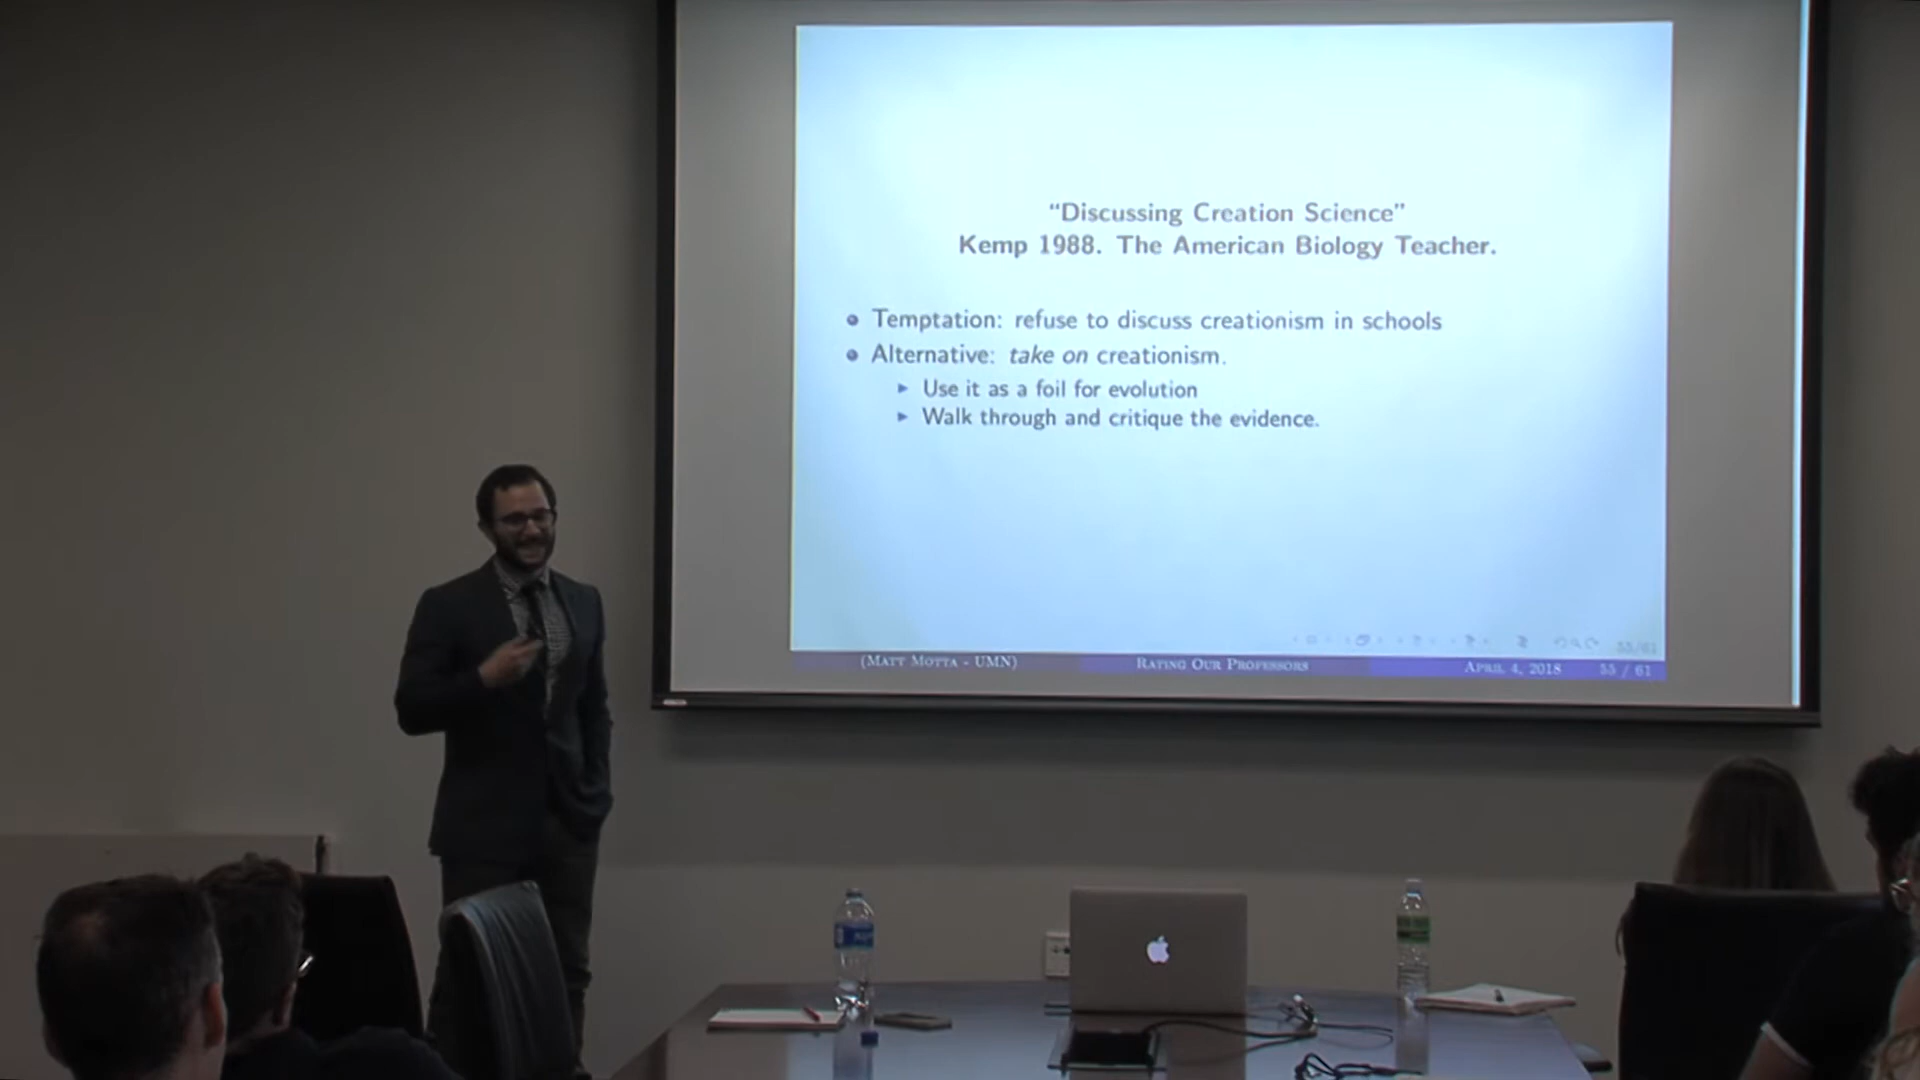 “Discussing Creation Science”
Kemp 1988. The American Biology Teacher.
Temptation: refuse to discuss creationism in schools
Alternative: take on creationism.
Use it as a foil for evolution
Walk through and critique the evidence.
55/61
(Matt Motta - UMN) Rating Our Professors April 4, 2018 55 / 61